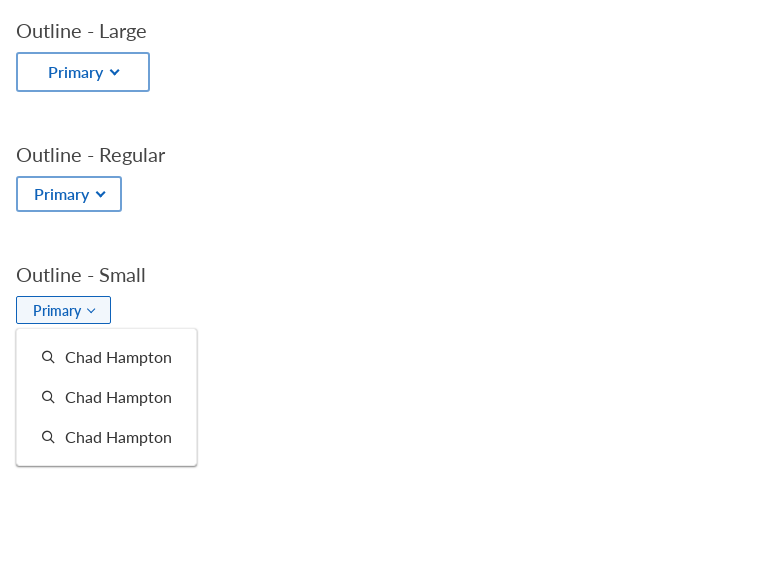 Outline - Large
Primary
Outline - Regular
Primary
Outline - Small
Primary
Chad Hampton
Chad Hampton
Chad Hampton